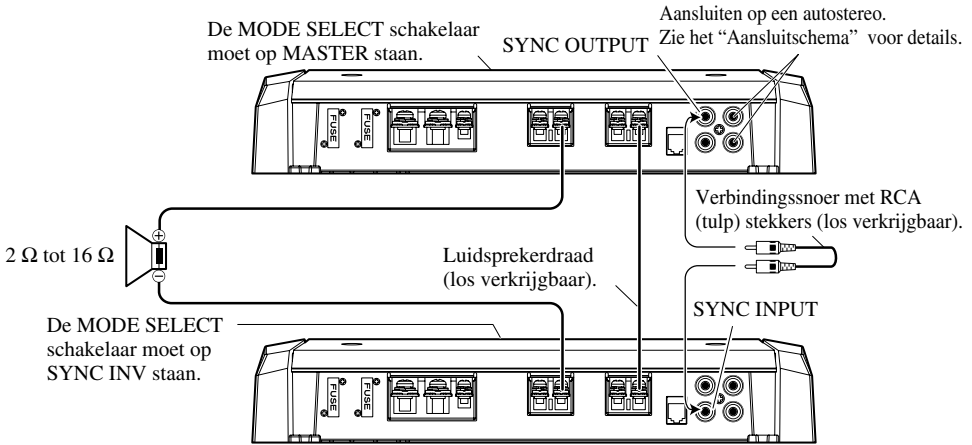 De MODE SELECT schakelaar
moet op MASTER staan.
SYNC OUTPUT
Aansluiten op een autostereo.
Zie het “Aansluitschema” voor details.
FUSE
FUSE
Verbindingssnoer met RCA
(tulp) stekkers (los verkrijgbaar).
2 Ω tot 16 Ω
+
−
Luidsprekerdraad
(los verkrijgbaar).
SYNC INPUT
De MODE SELECT
schakelaar moet op
SYNC INV staan.
FUSE
FUSE